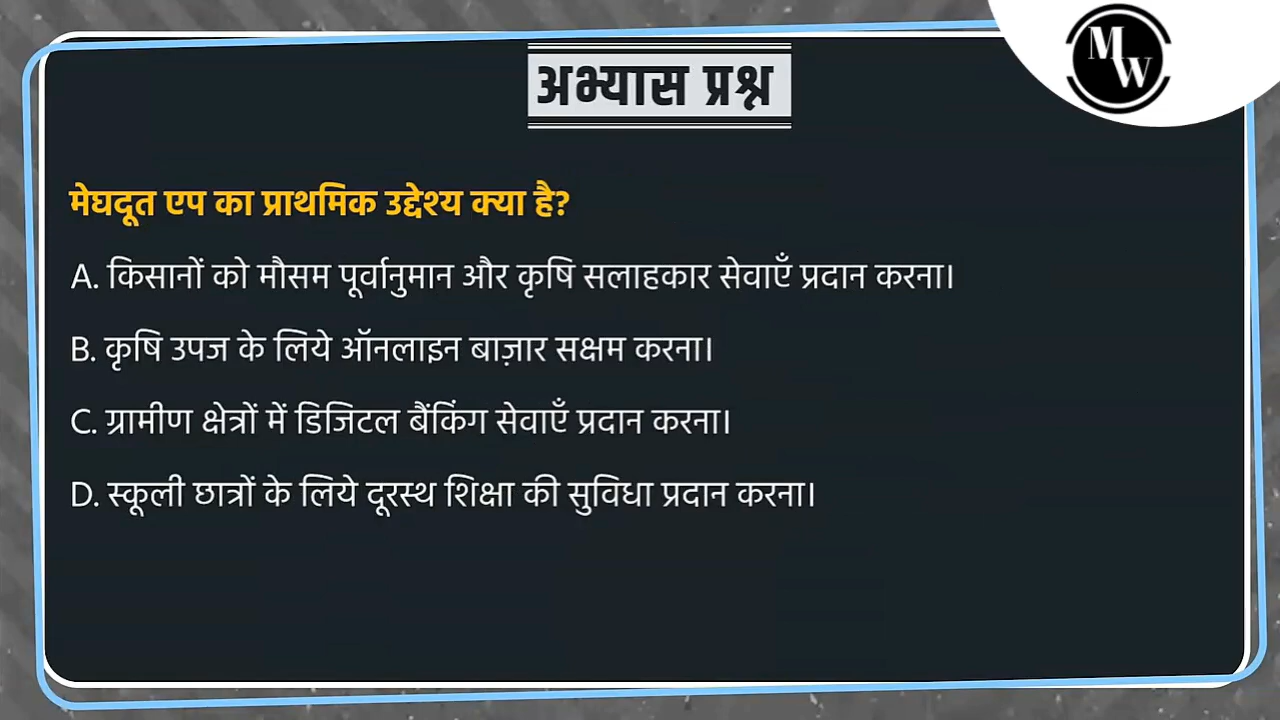 MW
अभ्यास प्रश्न
मेघदूत एप का प्राथमिक उद्देश्य क्या है?
A. किसानों को मौसम पूर्वानुमान और कृषि सलाहकार सेवाएँ प्रदान करना।
B. कृषि उपज के लिये ऑनलाइन बाज़ार सक्षम करना।
C. ग्रामीण क्षेत्रों में डिजिटल बैंकिंग सेवाएँ प्रदान करना।
D. स्कूली छात्रों के लिये दूरस्थ शिक्षा की सुविधा प्रदान करना।